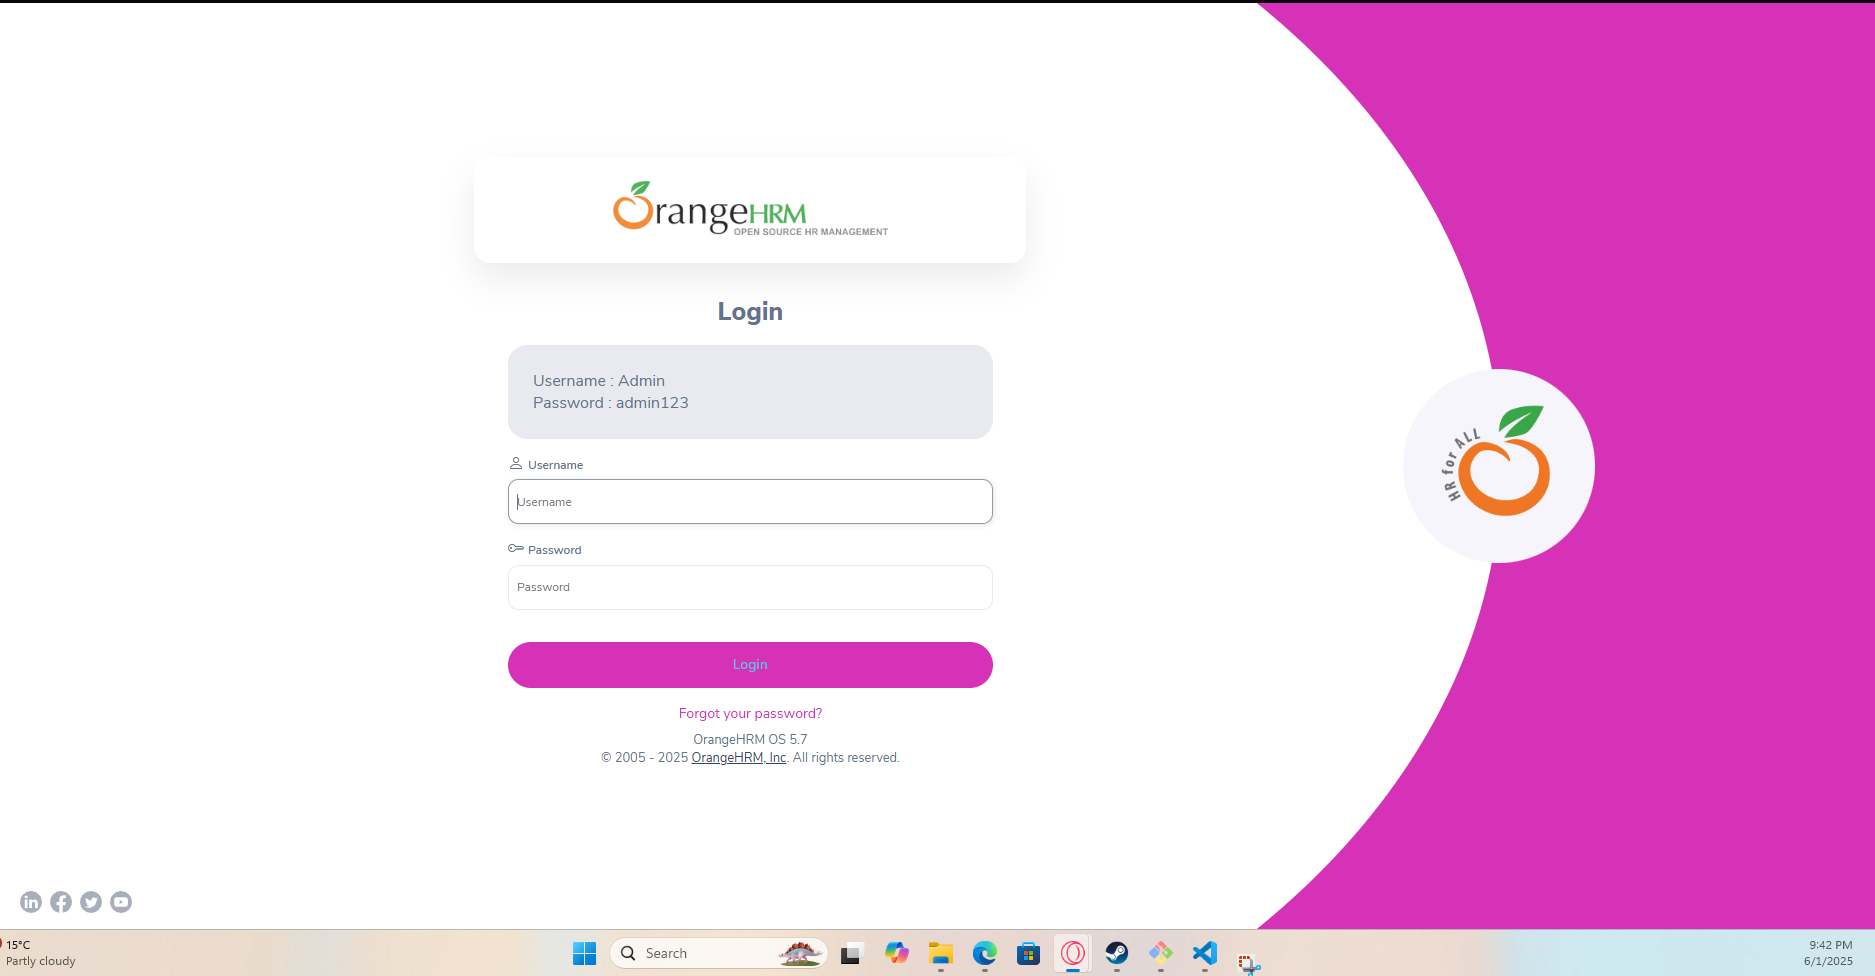 OrangeHRM
OPEN SOURCE HR MANAGEMENT
Login
Username : Admin
Password : admin123
Username
Username
Password
Password
Login
Forgot your password?
OrangeHRM OS 5.7
© 2005 - 2025 OrangeHRM, Inc. All rights reserved.
HR for ALL
15°C
Partly cloudy
Search
9:42 PM
6/1/2025